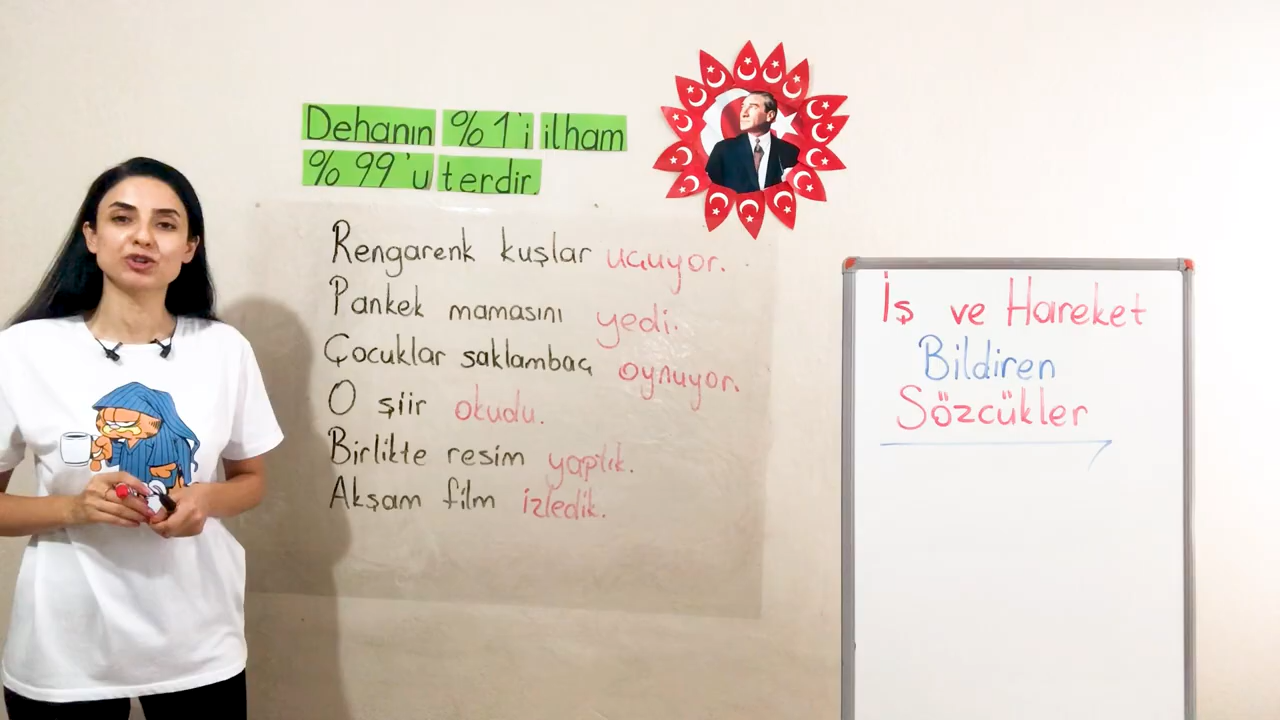 Dehanın %1'i ilham
%99'u terdir.
Rengarenk kuşlar uçuyor.
Pankek mamasını yedi.
Çocuklar saklambaç oynuyor.
O şiir okudu.
Birlikte resim yaptık.
Akşam film izledik.
İş ve Hareket
Bildiren
Sözcükler